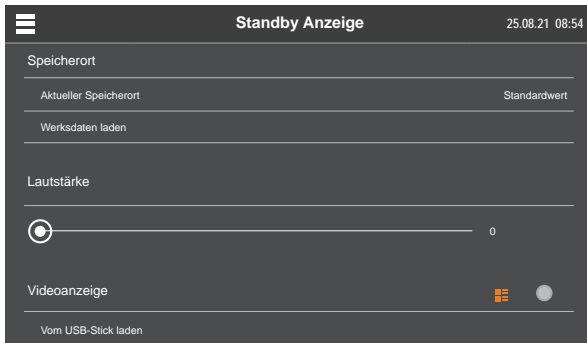 Standby Anzeige 25.08.21 08:54
Speicherort
Aktueller Speicherort Standardwert
Werksdaten laden
Lautstärke
0
Videoanzeige
Vom USB-Stick laden